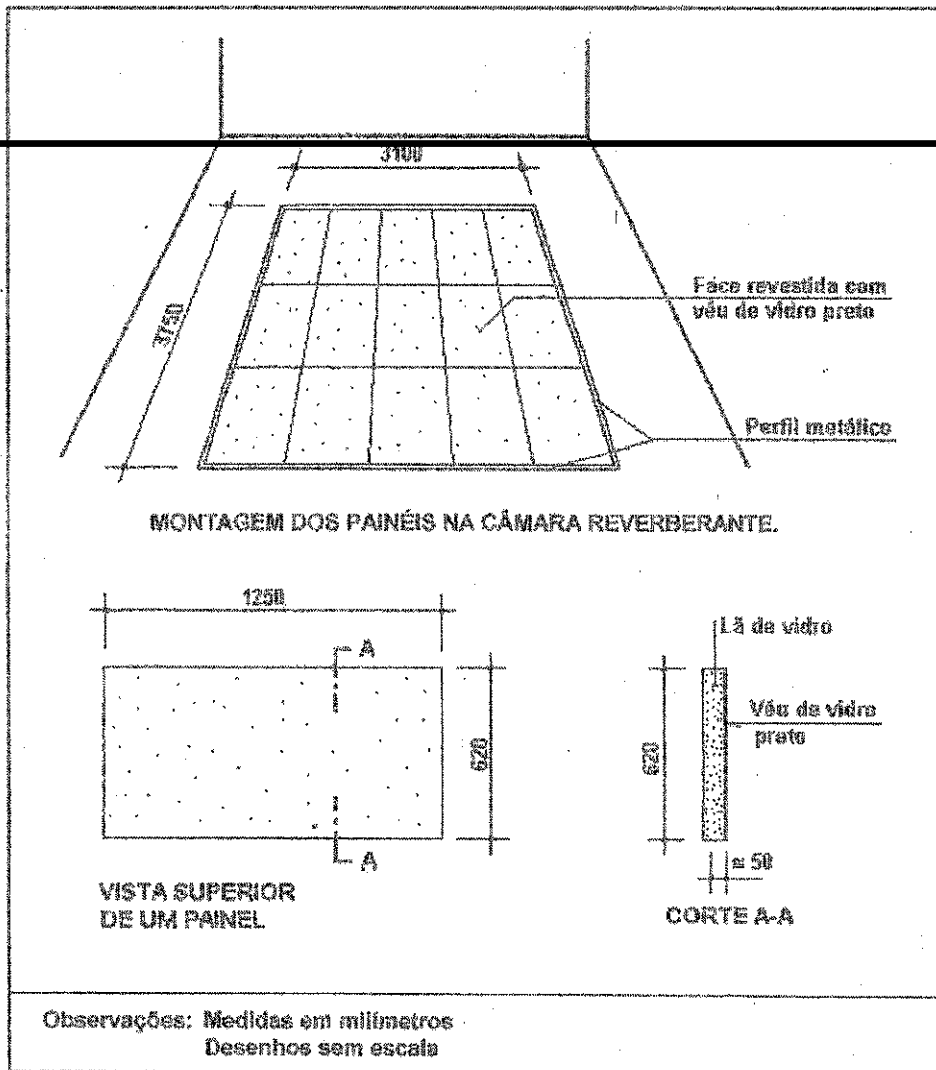 3100
3750
Face revestida com
véu de vidro preto
Perfil metálico
MONTAGEM DOS PAINÉIS NA CÂMARA REVERBERANTE.
1250
A
620
A
VISTA SUPERIOR
DE UM PAINEL
Lã de vidro
Véu de vidro
preto
620
≅ 50
CORTE A-A
Observações: Medidas em milímetros
Desenhos sem escala